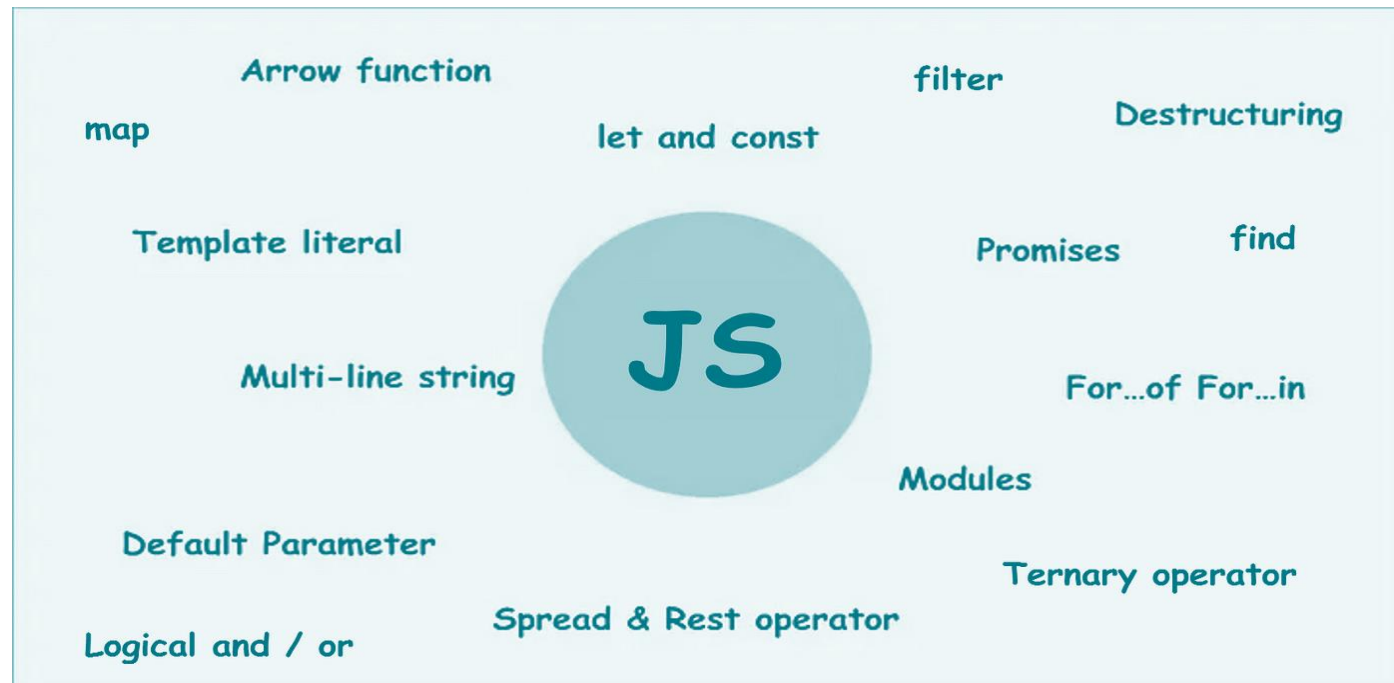 Arrow function
filter
Destructuring
map
let and const
Template literal
Promises
find
JS
Multi-line string
For...of For...in
Modules
Default Parameter
Ternary operator
Spread & Rest operator
Logical and / or